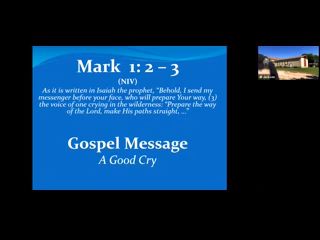 Mark 1: 2 – 3
(NIV)
As it is written in Isaiah the prophet, "Behold, I send my
messenger before your face, who will prepare Your way, (3)
the voice of one crying in the wilderness: "Prepare the way
of the Lord, make His paths straight, ..."
Gospel Message
A Good Cry